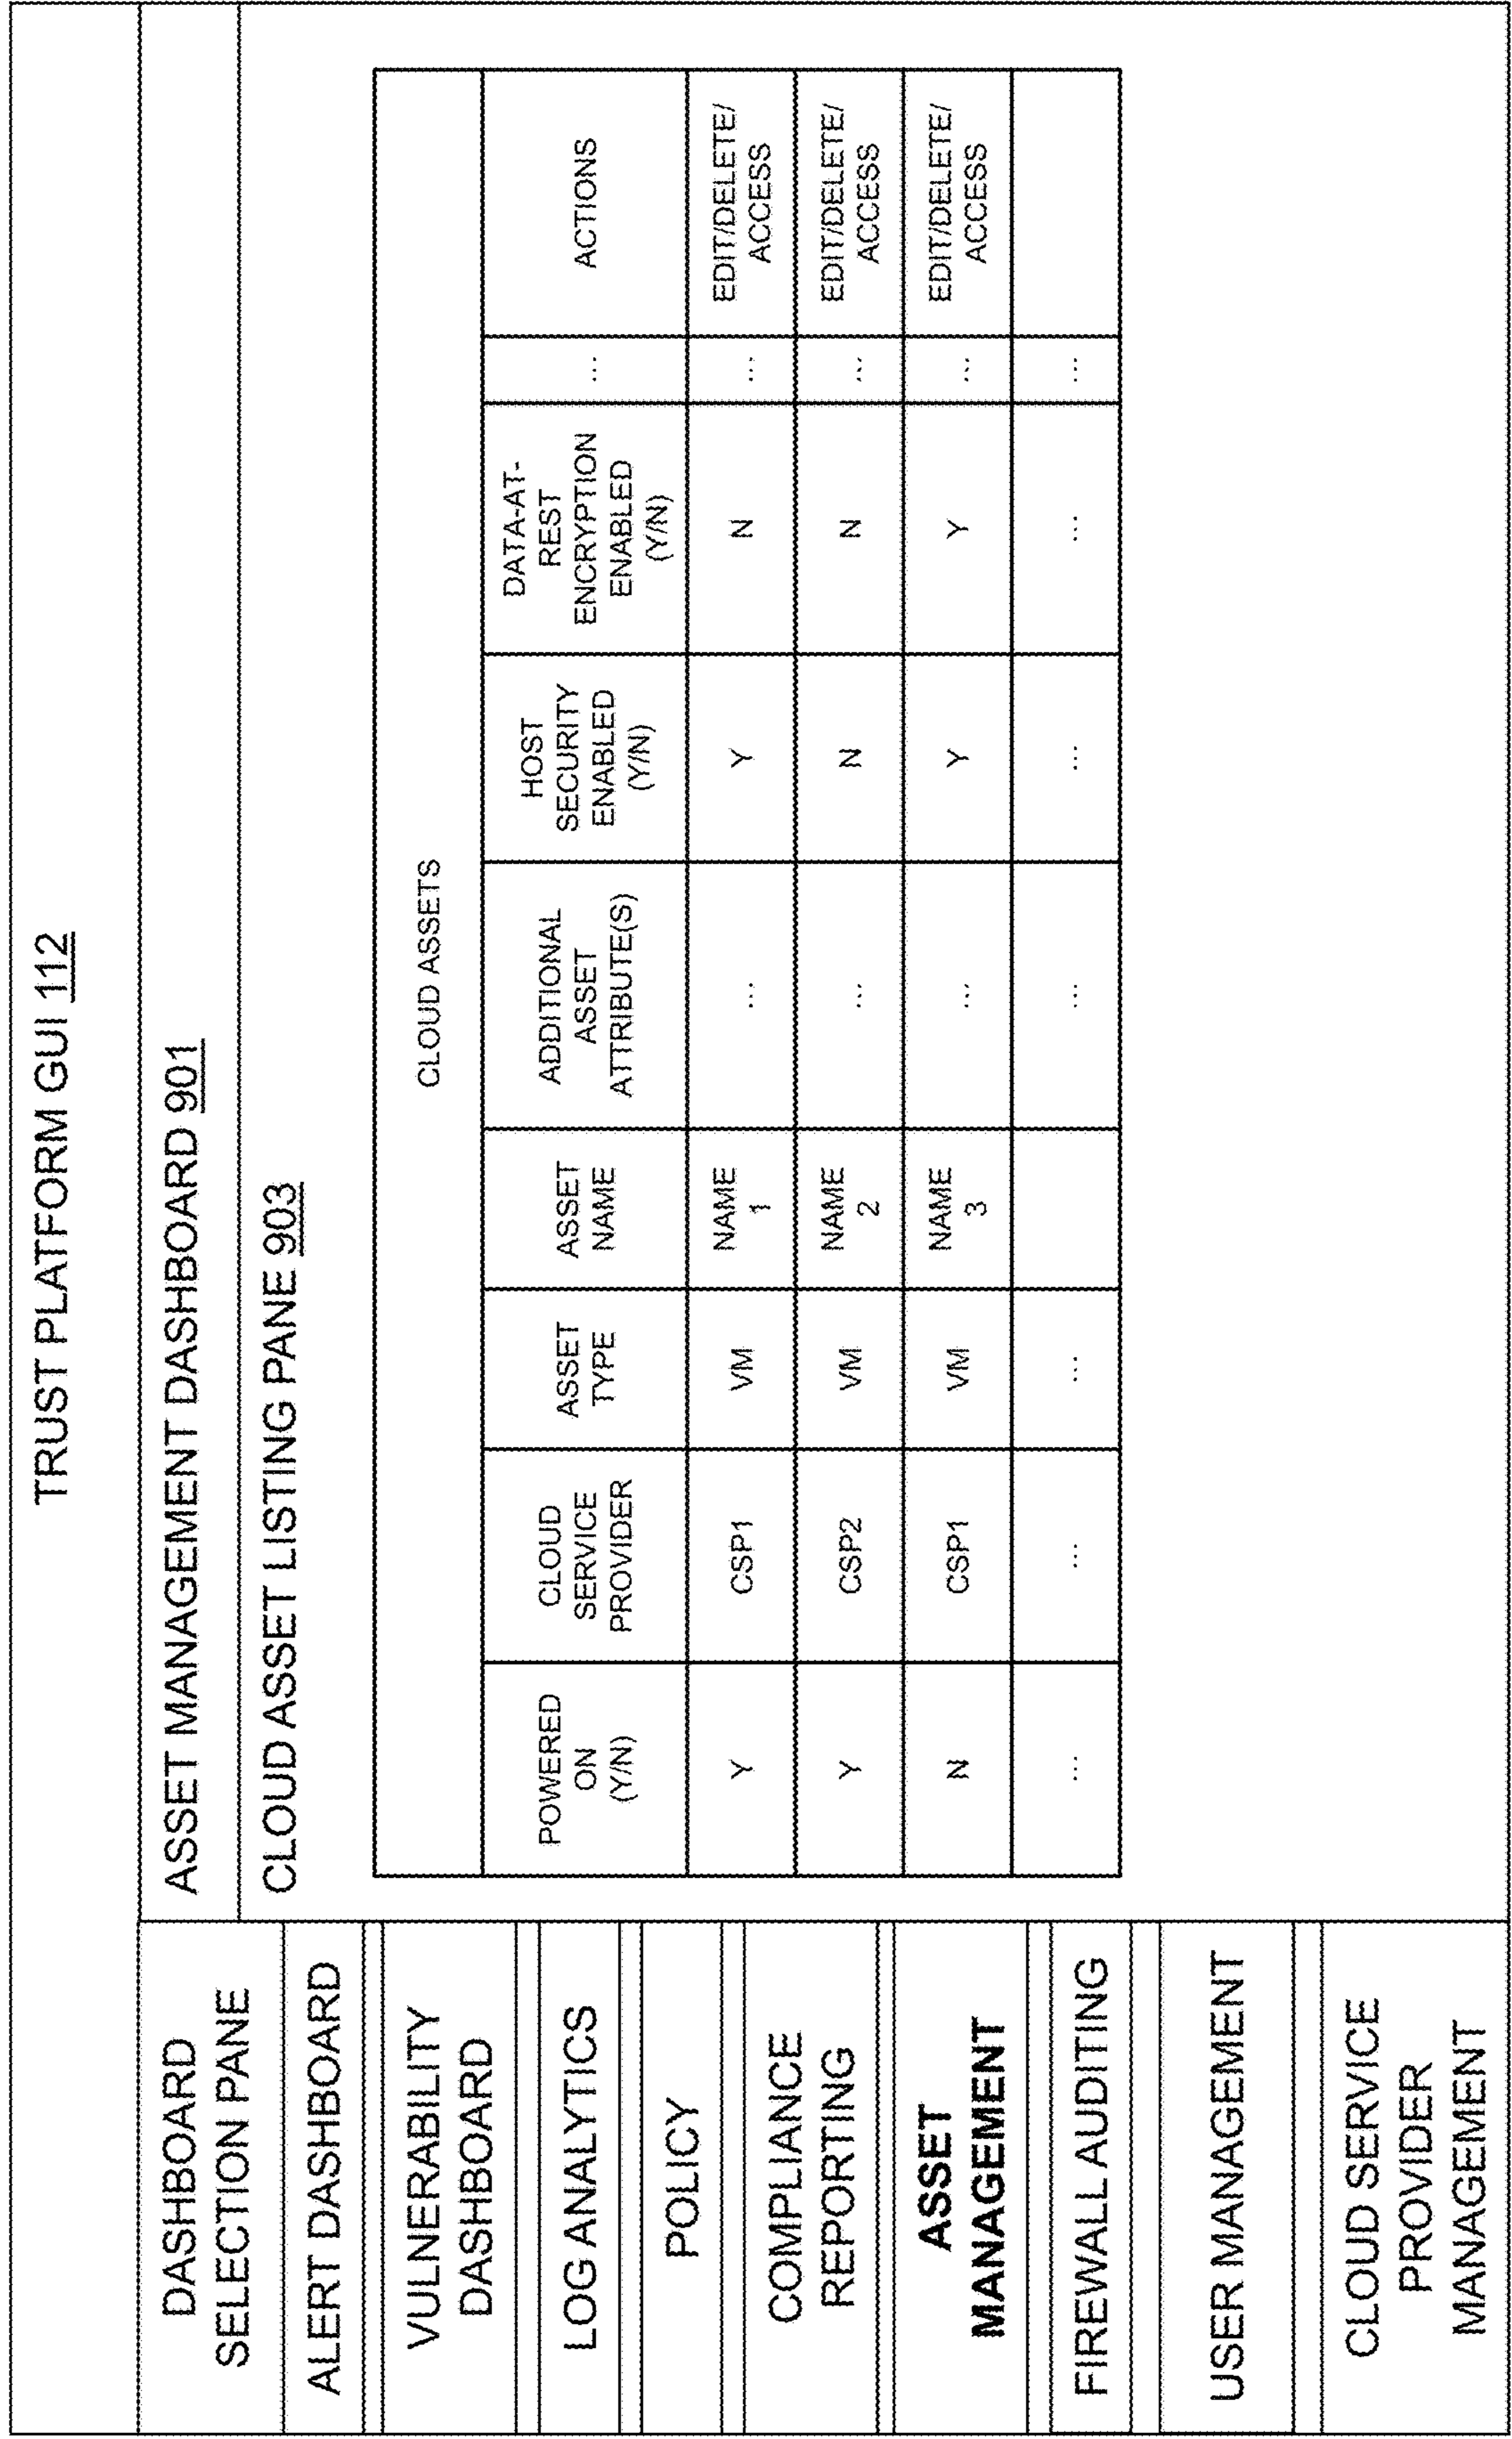 TRUST PLATFORM GUI 112
DASHBOARD
SELECTION PANE
ALERT DASHBOARD
VULNERABILITY
DASHBOARD
LOG ANALYTICS
POLICY
COMPLIANCE
REPORTING
ASSET
MANAGEMENT
FIREWALL AUDITING
USER MANAGEMENT
CLOUD SERVICE
PROVIDER
MANAGEMENT
ASSET MANAGEMENT DASHBOARD 901
CLOUD ASSET LISTING PANE 903
CLOUD ASSETS
POWERED
ON
(Y/N)
CLOUD
SERVICE
PROVIDER
ASSET
TYPE
ASSET
NAME
ADDITIONAL
ASSET
ATTRIBUTE(S)
HOST
SECURITY
ENABLED
(Y/N)
DATA-AT-
REST
ENCRYPTION
ENABLED
(Y/N)
...
ACTIONS
Y
CSP1
VM
NAME
1
...
Y
N
...
EDIT/DELETE/
ACCESS
Y
CSP2
VM
NAME
2
...
N
N
...
EDIT/DELETE/
ACCESS
N
CSP1
VM
NAME
3
...
Y
Y
...
EDIT/DELETE/
ACCESS
...
...
...
...
...
...
...